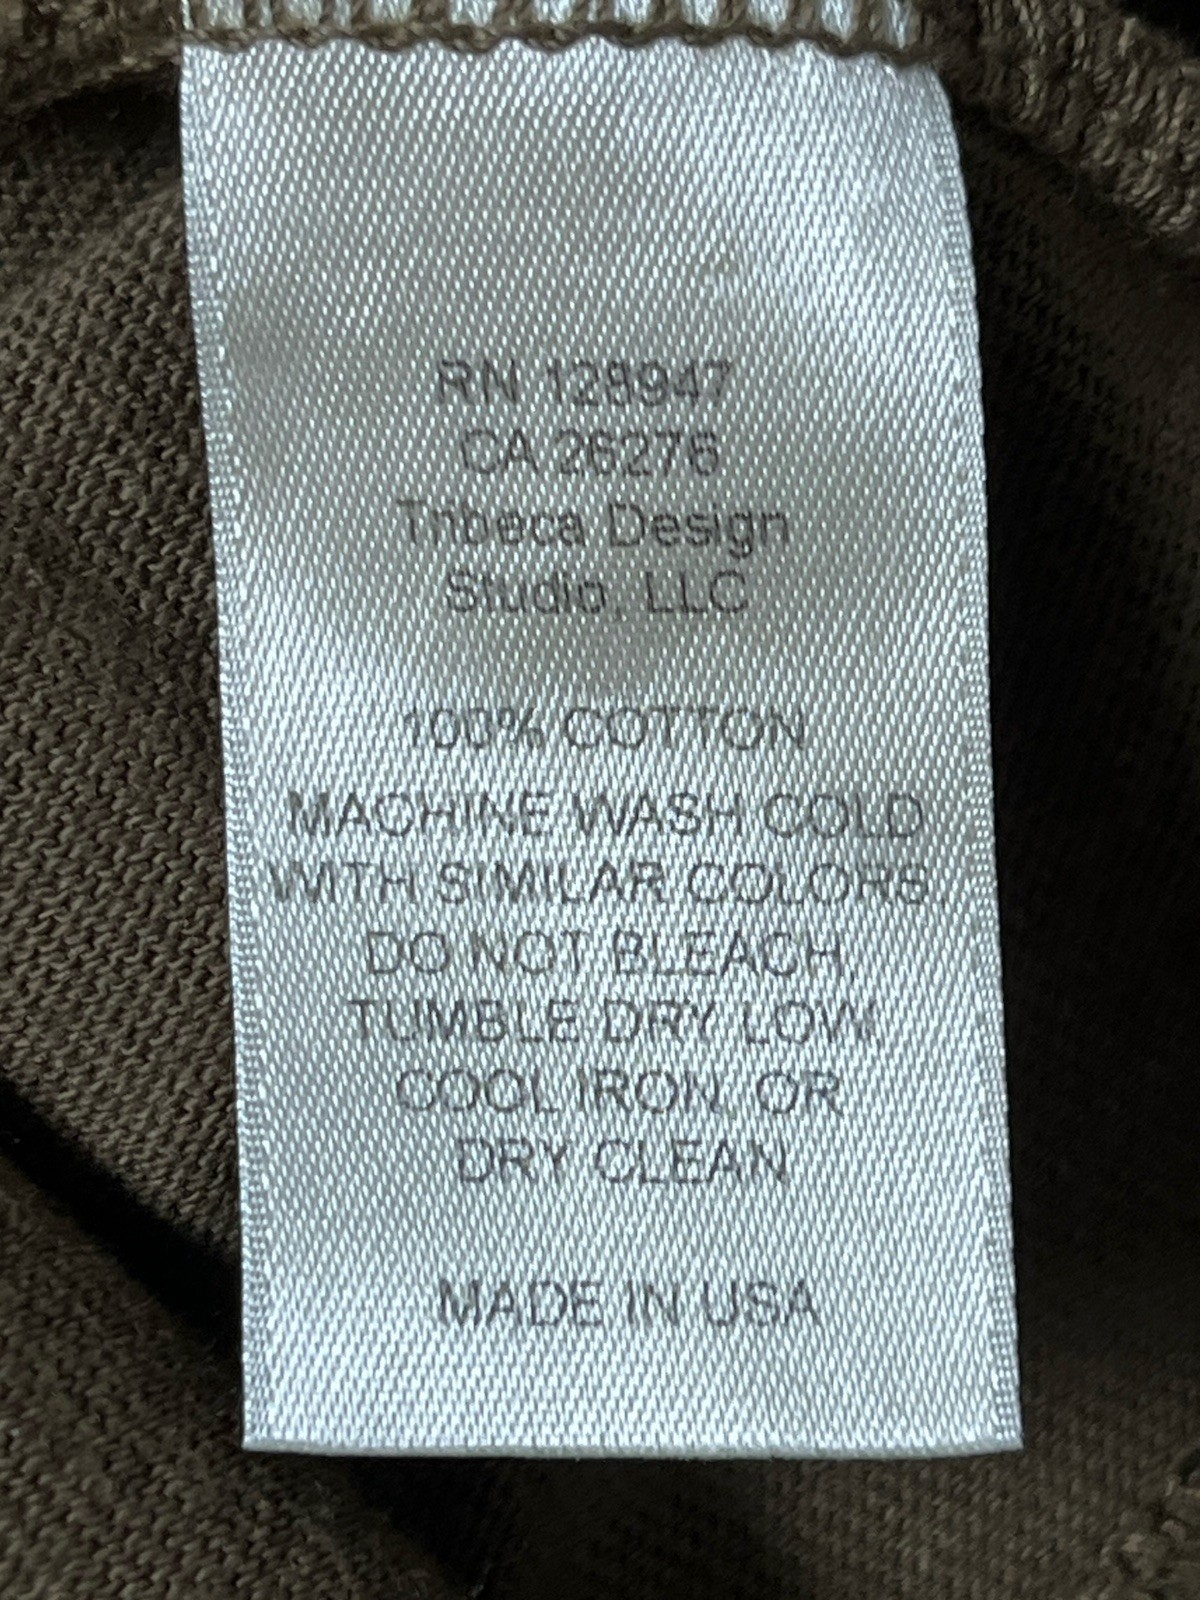 RN 128947
CA 26276
Tribeca Design
Studio, LLC
100% COTTON
MACHINE WASH COLD
WITH SIMILAR COLORS.
DO NOT BLEACH,
TUMBLE DRY LOW.
COOL IRON, OR
DRY CLEAN
MADE IN USA